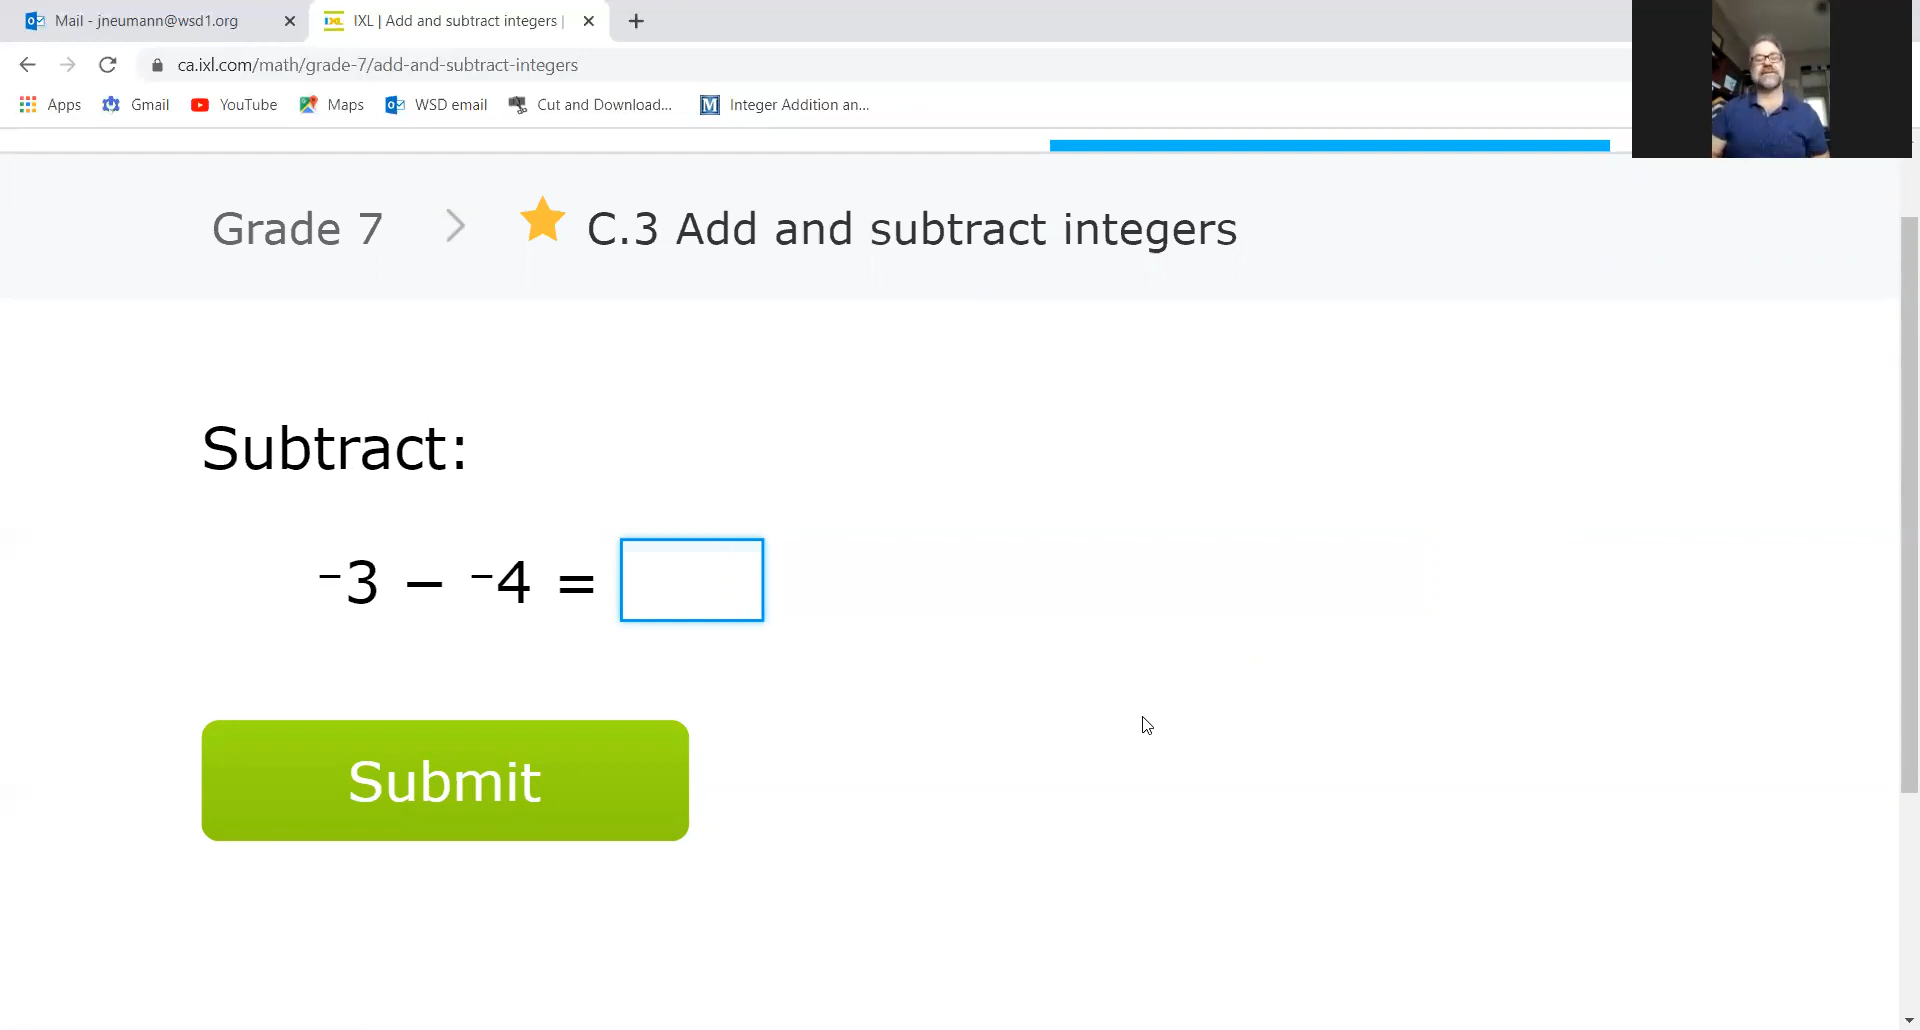 Mail - jneumann@wsd1.org
IXL | Add and subtract integers |
ca.ixl.com/math/grade-7/add-and-subtract-integers
Apps Gmail YouTube Maps WSD email Cut and Download... M Integer Addition an...
Grade 7 > C.3 Add and subtract integers
Subtract:
⁻3 − ⁻4 =
Submit